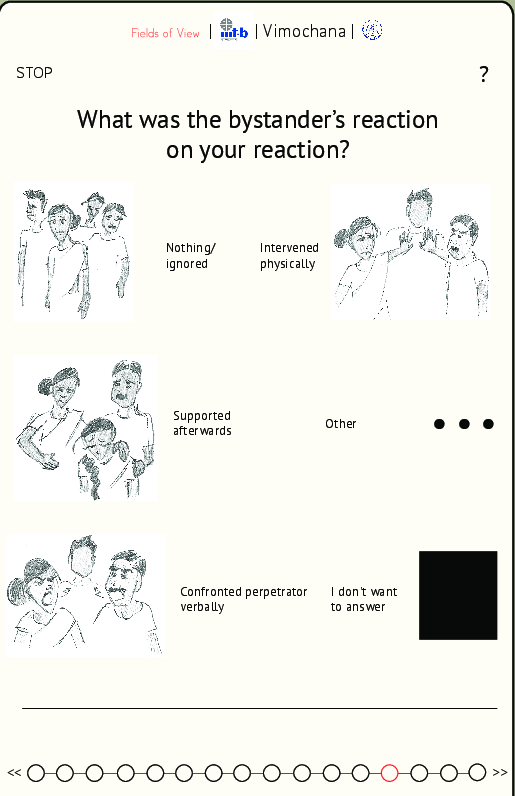 Fields of View | iiit-b | Vimochana |
STOP
?
What was the bystander's reaction
on your reaction?
Nothing/
ignored
Intervened
physically
Supported
afterwards
Other
Confronted perpetrator
verbally
I don't want
to answer
<< >>